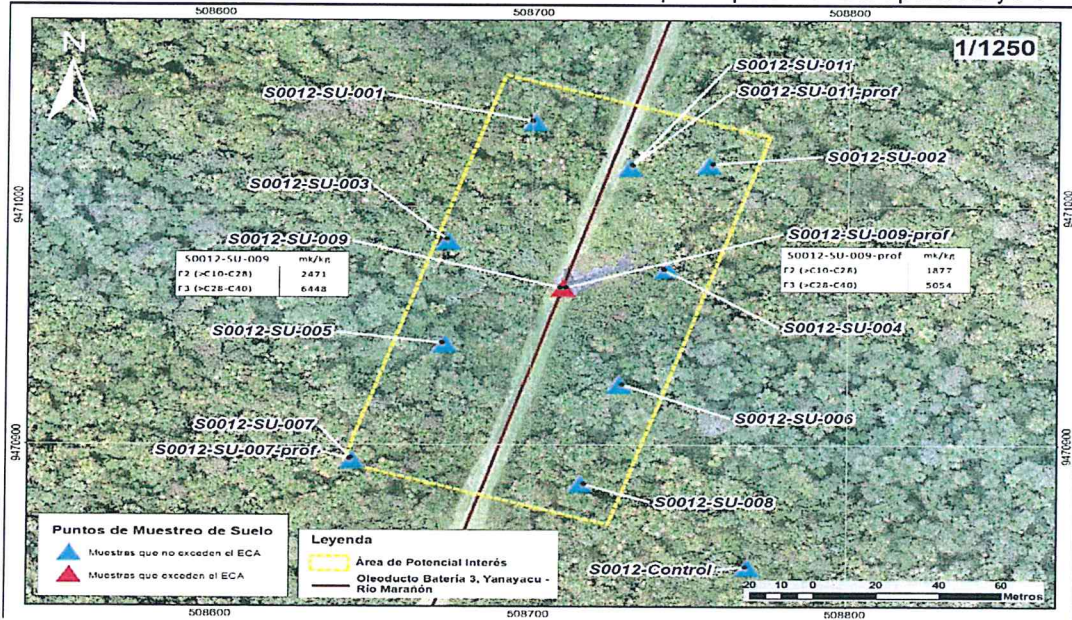 508600 508700 508800
N
1/1250
S0012-SU-011
S0012-SU-011-prof
S0012-SU-001
S0012-SU-002
9471000
9471000
S0012-SU-003
S0012-SU-009
S0012-SU-009-prof
S0012-SU-009 mk/kg
F2 (>C10-C28) 2471
F3 (>C28-C40) 6448
S0012-SU-009-prof mk/kg
F2 (>C10-C28) 1877
F3 (>C28-C40) 5054
S0012-SU-004
S0012-SU-005
S0012-SU-006
S0012-SU-007
S0012-SU-007-prof
9470900
9470900
S0012-SU-008
S0012-Control
Puntos de Muestreo de Suelo
Muestras que no exceden el ECA
Muestras que exceden el ECA
Leyenda
Área de Potencial Interés
Oleoducto Batería 3, Yanayacu -
Río Marañón
20 10 0 20 40 60
Metros
508600 508700 508800